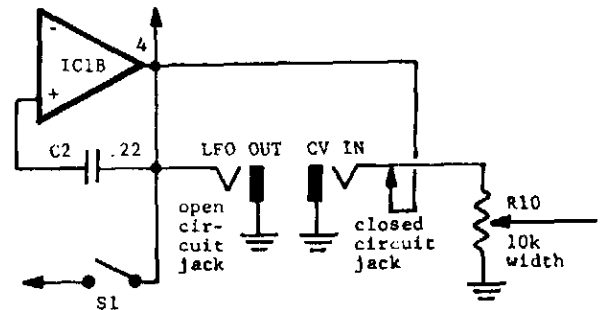 -
4
IC1B
+
C2 .22
LFO OUT CV IN
open
cir-
cuit
jack
closed
circuit
jack
R10
10k
width
S1